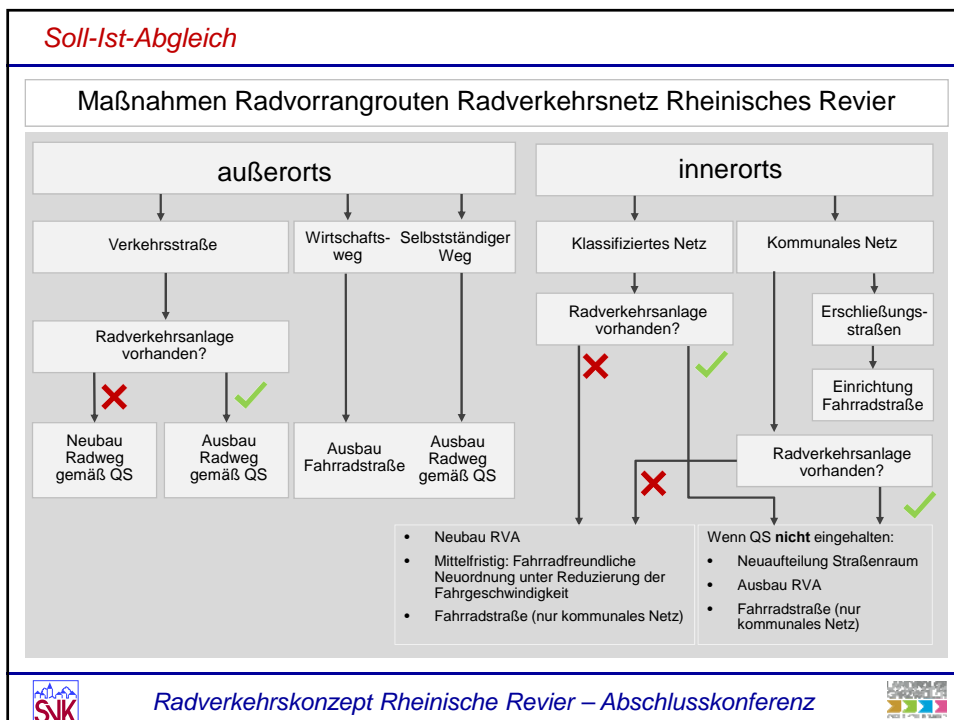 Soll-Ist-Abgleich
Maßnahmen Radvorrangrouten Radverkehrsnetz Rheinisches Revier
außerorts
innerorts
Verkehrsstraße
Wirtschafts-
weg
Selbstständiger
Weg
Klassifiziertes Netz
Kommunales Netz
Radverkehrsanlage
vorhanden?
Radverkehrsanlage
vorhanden?
Erschließungs-
straßen
Einrichtung
Fahrradstraße
Neubau
Radweg
gemäß QS
Ausbau
Radweg
gemäß QS
Ausbau
Fahrradstraße
Ausbau
Radweg
gemäß QS
Radverkehrsanlage
vorhanden?
• Neubau RVA
• Mittelfristig: Fahrradfreundliche
Neuordnung unter Reduzierung der
Fahrgeschwindigkeit
• Fahrradstraße (nur kommunales Netz)
Wenn QS nicht eingehalten:
• Neuaufteilung Straßenraum
• Ausbau RVA
• Fahrradstraße (nur
kommunales Netz)
SVK
Radverkehrskonzept Rheinische Revier – Abschlusskonferenz